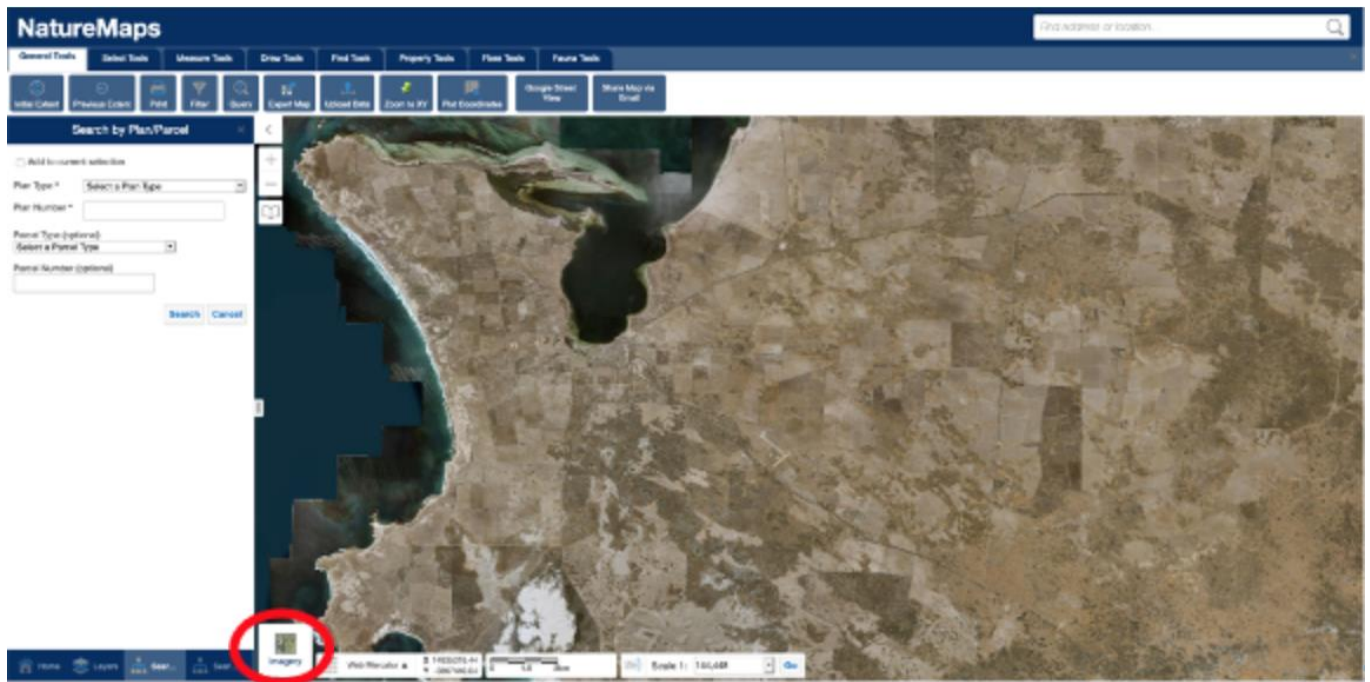 NatureMaps
Find address or location...
General Tools Select Tools Measure Tools Draw Tools Find Tools Property Tools Flora Tools Fauna Tools
Initial Extent Previous Extent Print Filter Query Export Map Upload Data Zoom to XY Plot Coordinates Google Street View Share Map via Email
Search by Plan/Parcel
Add to current selection
Plan Type * Select a Plan Type
Plan Number *
Parcel Type (optional)
Select a Parcel Type
Parcel Number (optional)
Search Cancel
Imagery
Home Layers Sear... Sear...
Web Mercator
Scale 1: Go